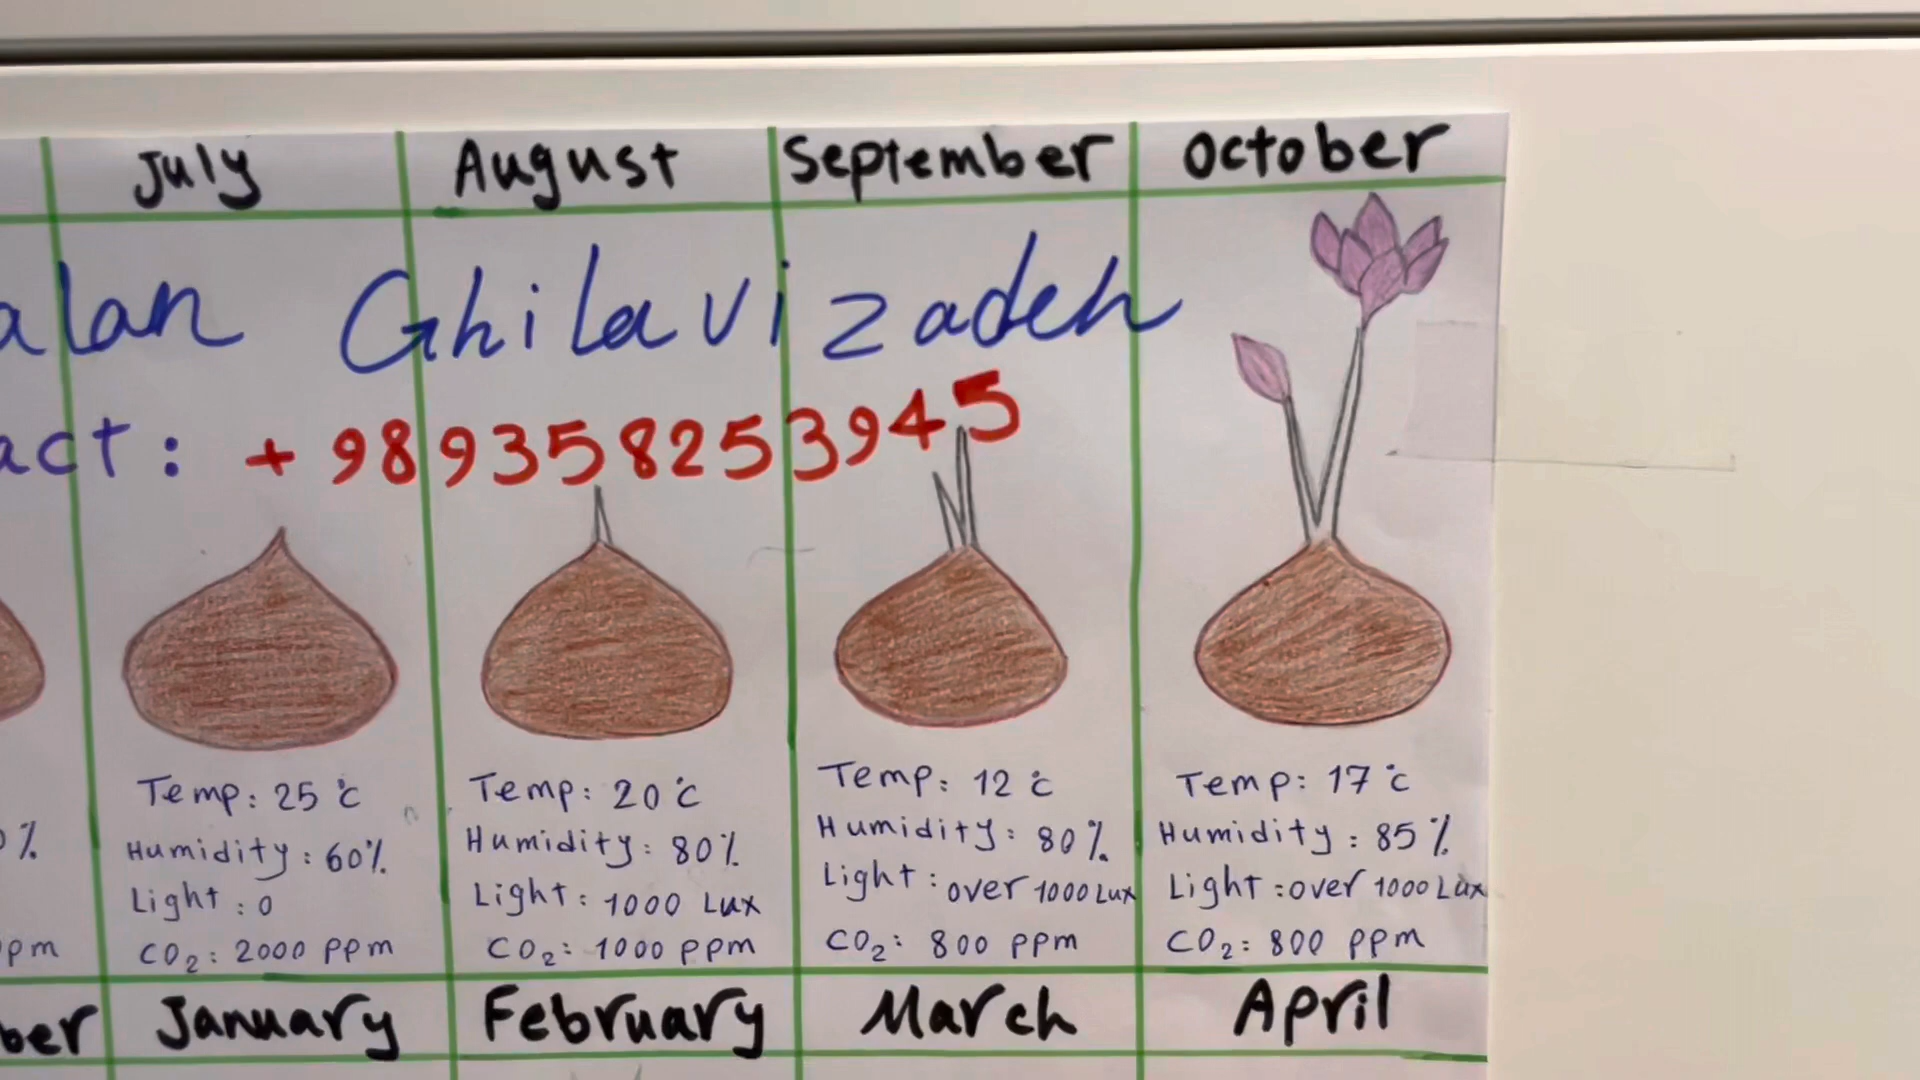 July August September October
alan Ghilavizadeh
act: +989358253945
Temp: 25°c
Humidity: 60%
Light: 0
CO2: 2000 ppm
Temp: 20°c
Humidity: 80%
Light: 1000 Lux
CO2: 1000 ppm
Temp: 12°c
Humidity: 80%
Light: over 1000 Lux
CO2: 800 ppm
Temp: 17°c
Humidity: 85%
Light: over 1000 Lux
CO2: 800 ppm
%
ppm
ber January February March April